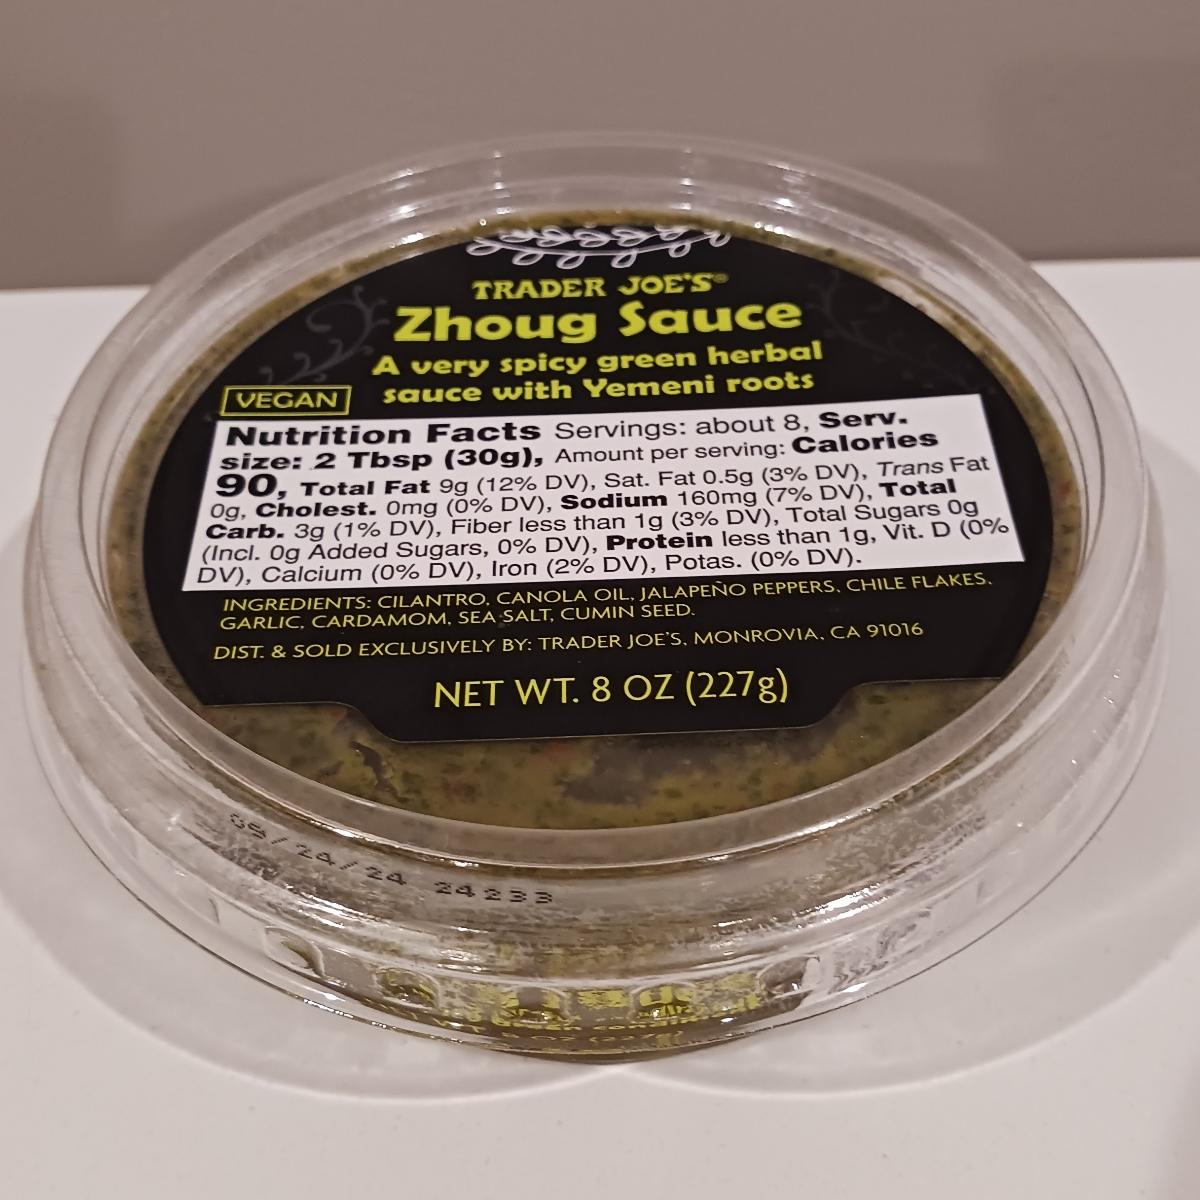 TRADER JOE'S®
Zhoug Sauce
A very spicy green herbal
sauce with Yemeni roots
VEGAN
Nutrition Facts Servings: about 8, Serv.
size: 2 Tbsp (30g), Amount per serving: Calories
90, Total Fat 9g (12% DV), Sat. Fat 0.5g (3% DV), Trans Fat
0g, Cholest. 0mg (0% DV), Sodium 160mg (7% DV), Total
Carb. 3g (1% DV), Fiber less than 1g (3% DV), Total Sugars 0g
(Incl. 0g Added Sugars, 0% DV), Protein less than 1g, Vit. D (0%
DV), Calcium (0% DV), Iron (2% DV), Potas. (0% DV).
INGREDIENTS: CILANTRO, CANOLA OIL, JALAPEÑO PEPPERS, CHILE FLAKES,
GARLIC, CARDAMOM, SEA SALT, CUMIN SEED.
DIST. & SOLD EXCLUSIVELY BY: TRADER JOE'S, MONROVIA, CA 91016
NET WT. 8 OZ (227g)
09/24/24 24233